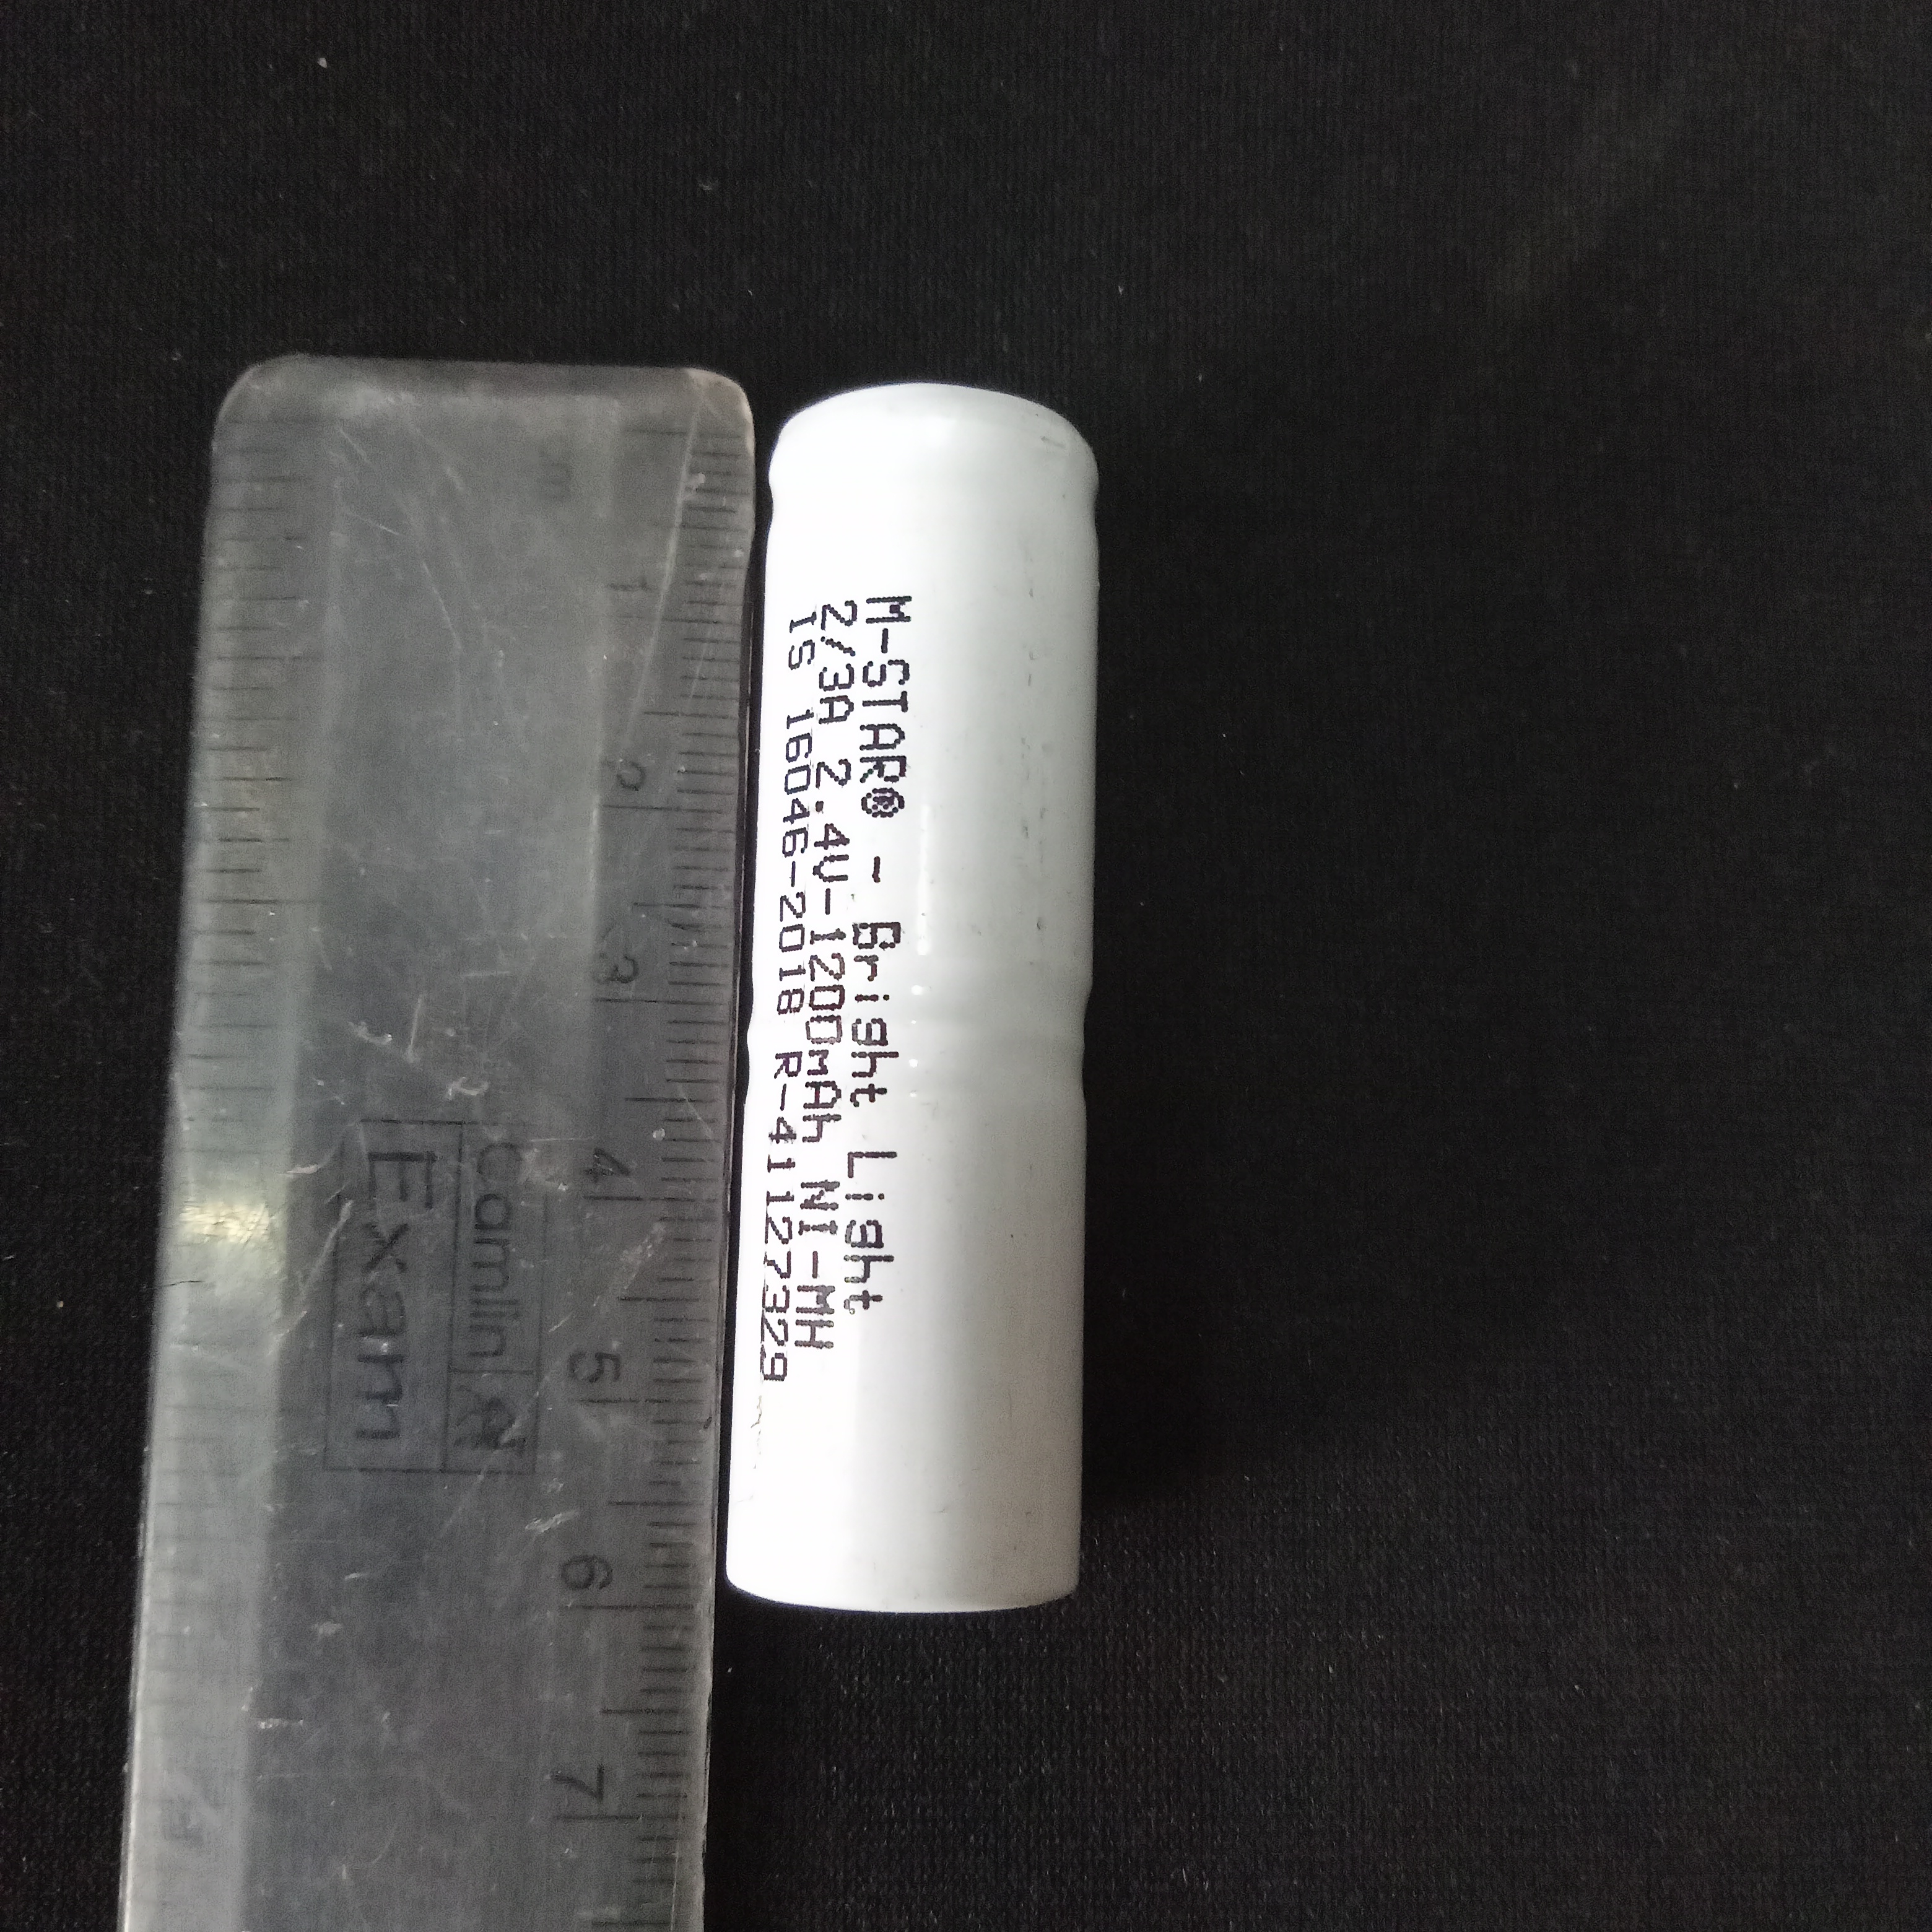 M-STAR® - Bright Light
2/3A 2.4V-1200mAh NI-MH
IS 16046-2018 R-41127329
1
2
3
4
5
6
7
Camlin
Exam